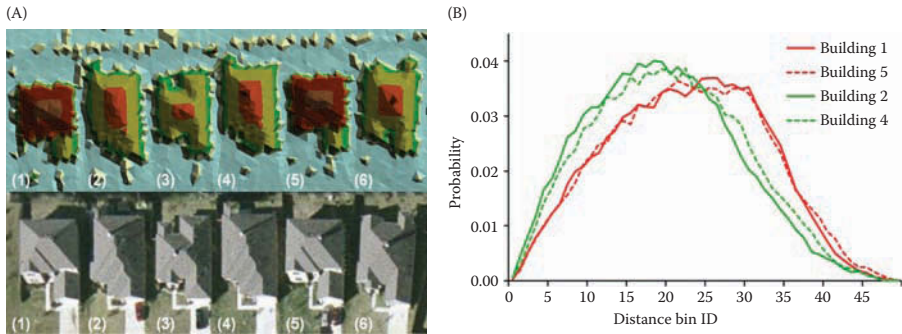 (A)
(1) (2) (3) (4) (5) (6)
(1) (2) (3) (4) (5) (6)
(B)
0.04
0.03
0.02
0.01
0.00
Probability
Building 1
Building 5
Building 2
Building 4
0 5 10 15 20 25 30 35 40 45
Distance bin ID